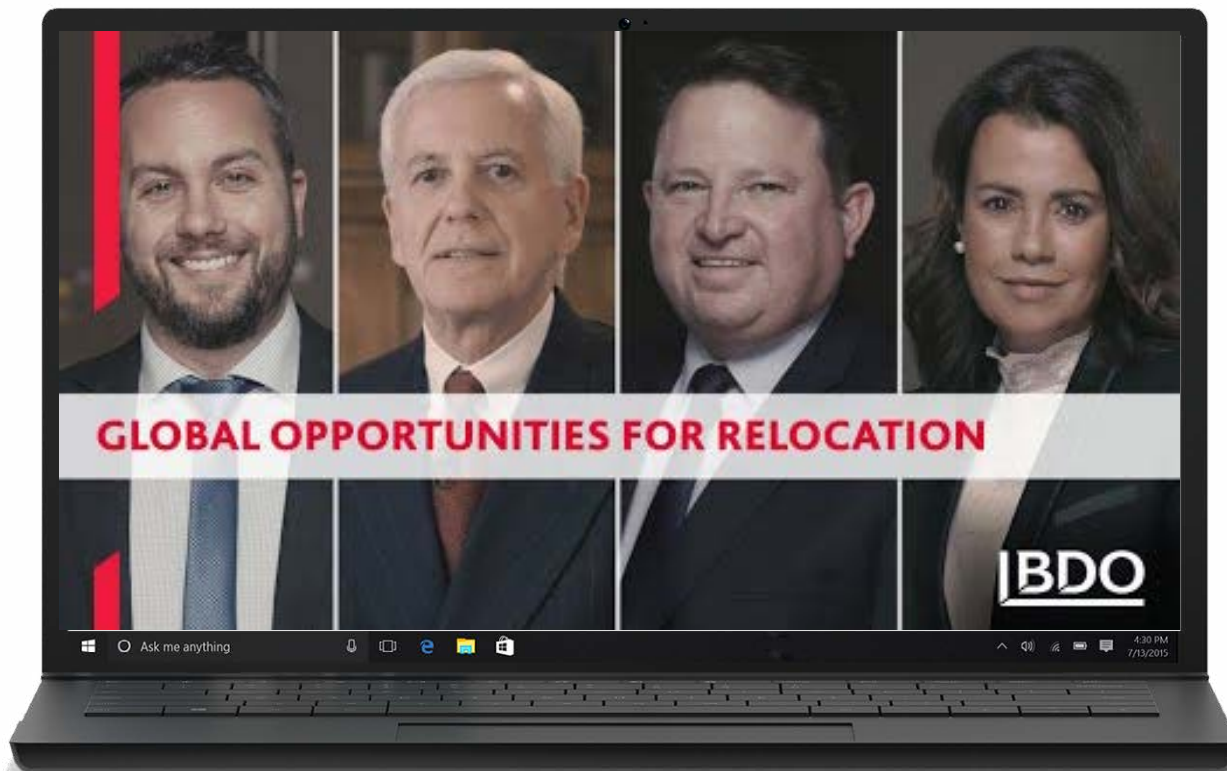 GLOBAL OPPORTUNITIES FOR RELOCATION
BDO
Ask me anything
4:30 PM
7/13/2015